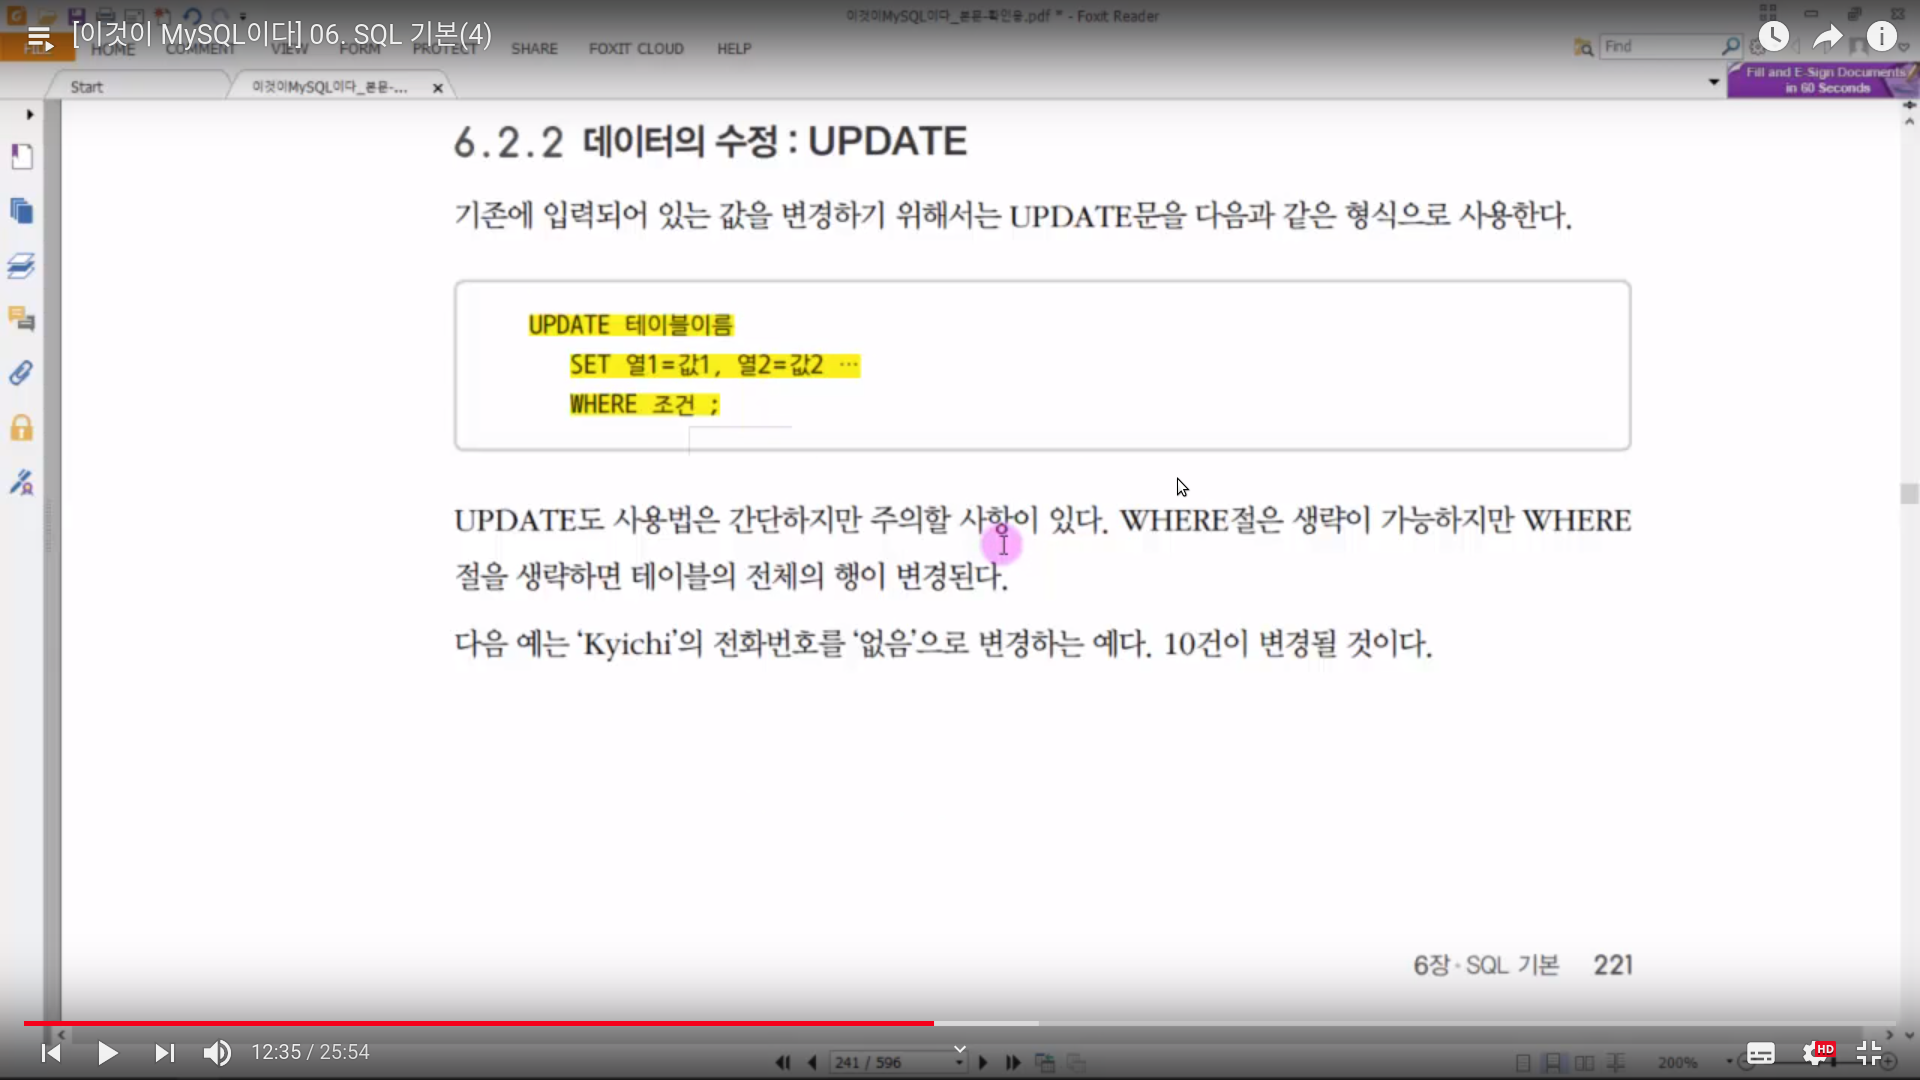 이것이MySQL이다_본문-확인용.pdf * - Foxit Reader
[이것이 MySQL이다] 06. SQL 기본(4)
HOME COMMENT VIEW FORM PROTECT SHARE FOXIT CLOUD HELP
Find
Start
이것이MySQL이다_본문-...
Fill and E-Sign Documents
in 60 Seconds
6.2.2 데이터의 수정 : UPDATE
기존에 입력되어 있는 값을 변경하기 위해서는 UPDATE문을 다음과 같은 형식으로 사용한다.
UPDATE 테이블이름
SET 열1=값1, 열2=값2 …
WHERE 조건 ;
UPDATE도 사용법은 간단하지만 주의할 사항이 있다. WHERE절은 생략이 가능하지만 WHERE
절을 생략하면 테이블의 전체의 행이 변경된다.
다음 예는 ‘Kyichi’의 전화번호를 ‘없음’으로 변경하는 예다. 10건이 변경될 것이다.
6장 · SQL 기본 221
12:35 / 25:54
HD
241 / 596
200%